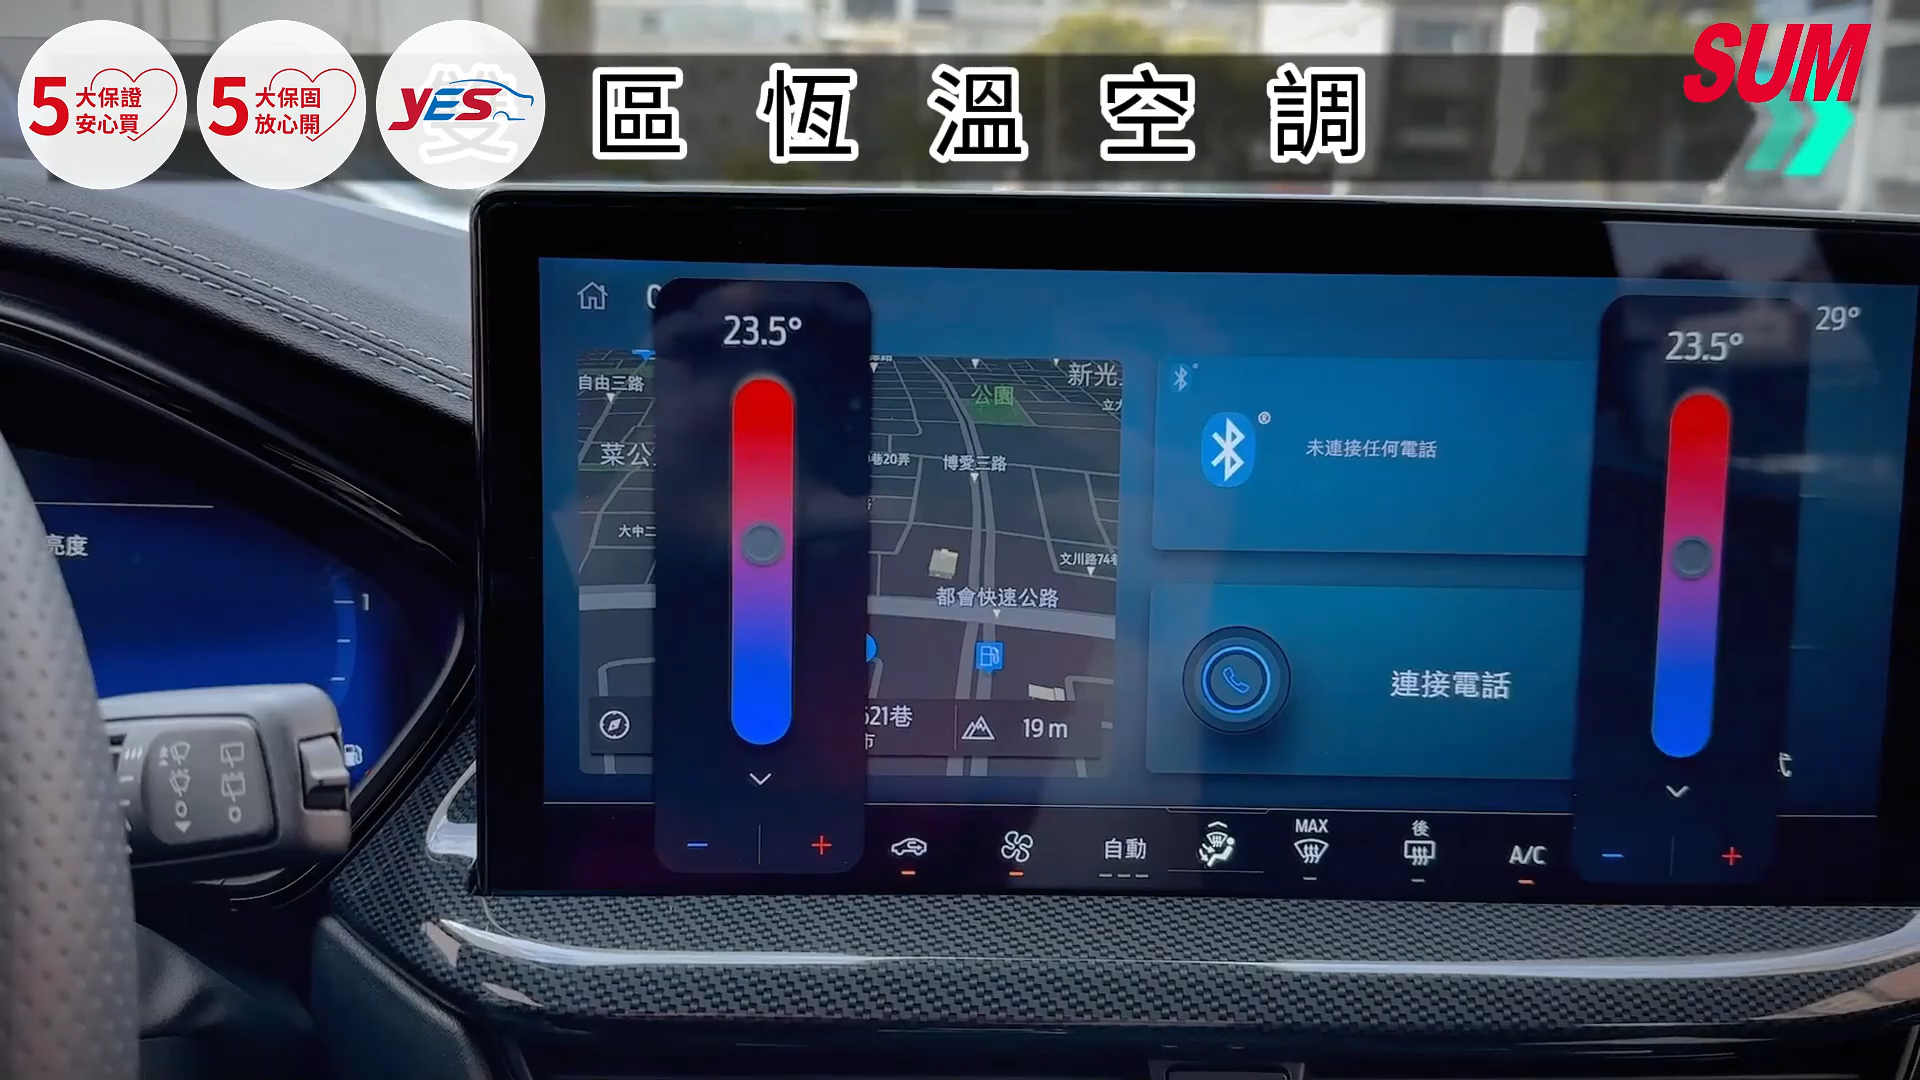 5大保證
安心買
5大保固
放心開
YES
雙區恆溫空調
SUM
23.5°
23.5°
29°
自由三路
公園
新光
菜公
巷20弄
博愛三路
大中二
文川路74巷
都會快速公路
621巷
市
19 m
未連接任何電話
連接電話
亮度
1
自動
MAX
後
A/C